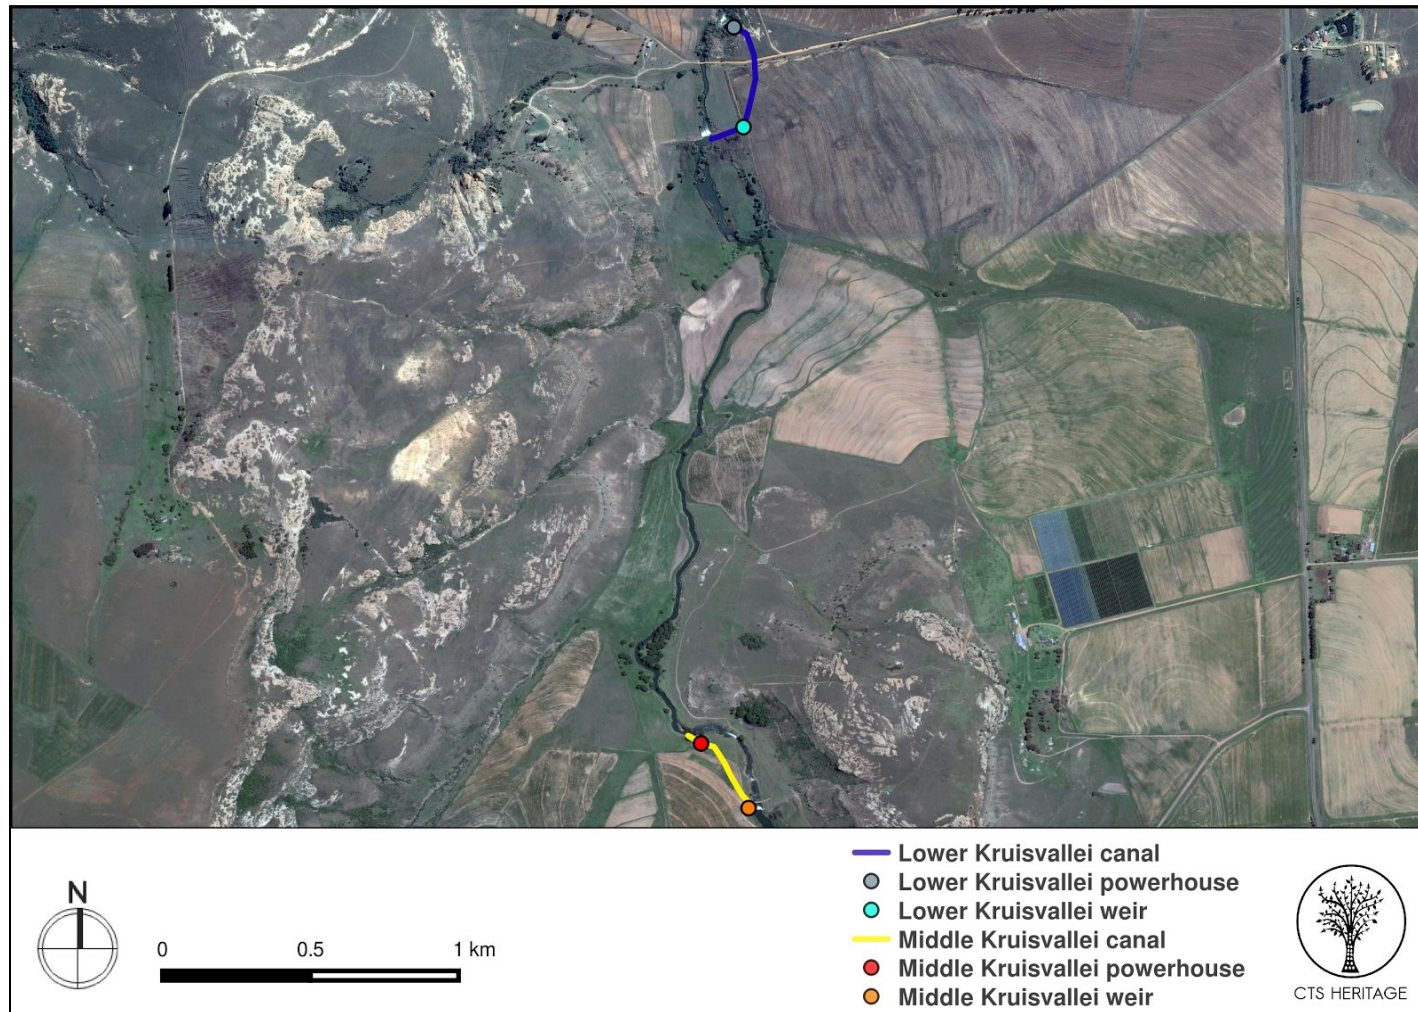 Lower Kruisvallei canal
Lower Kruisvallei powerhouse
Lower Kruisvallei weir
Middle Kruisvallei canal
Middle Kruisvallei powerhouse
Middle Kruisvallei weir
N
0 0.5 1 km
CTS HERITAGE